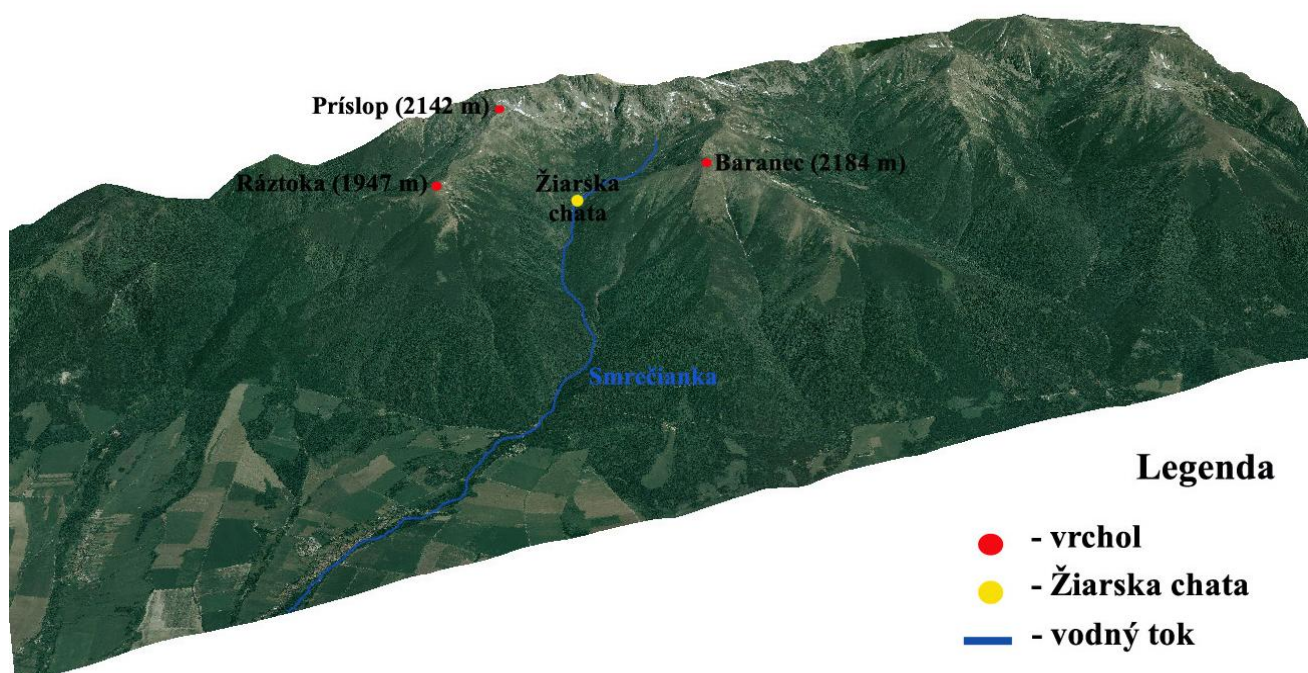 Príslop (2142 m)
Baranec (2184 m)
Ráztoka (1947 m)
Žiarska
chata
Smrečianka
Legenda
- vrchol
- Žiarska chata
- vodný tok